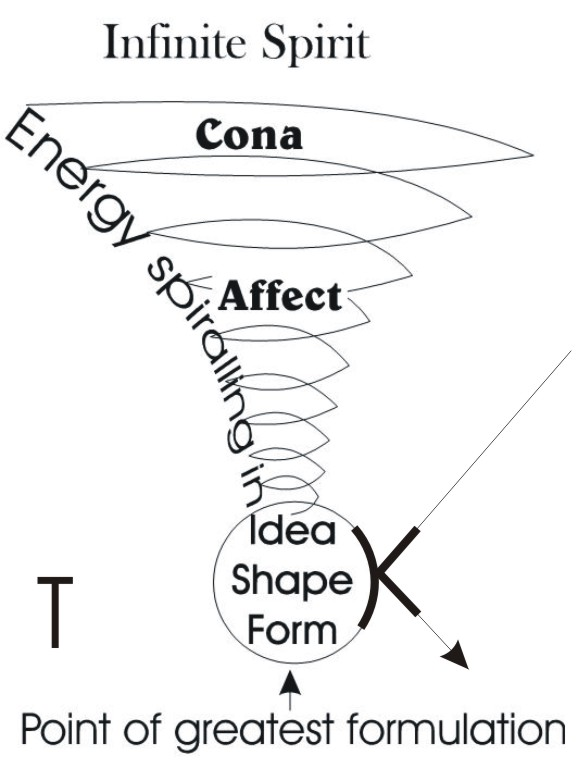 Infinite Spirit
Cona
Energy spiralling in
Affect
Idea
Shape
Form
T
K
Point of greatest formulation